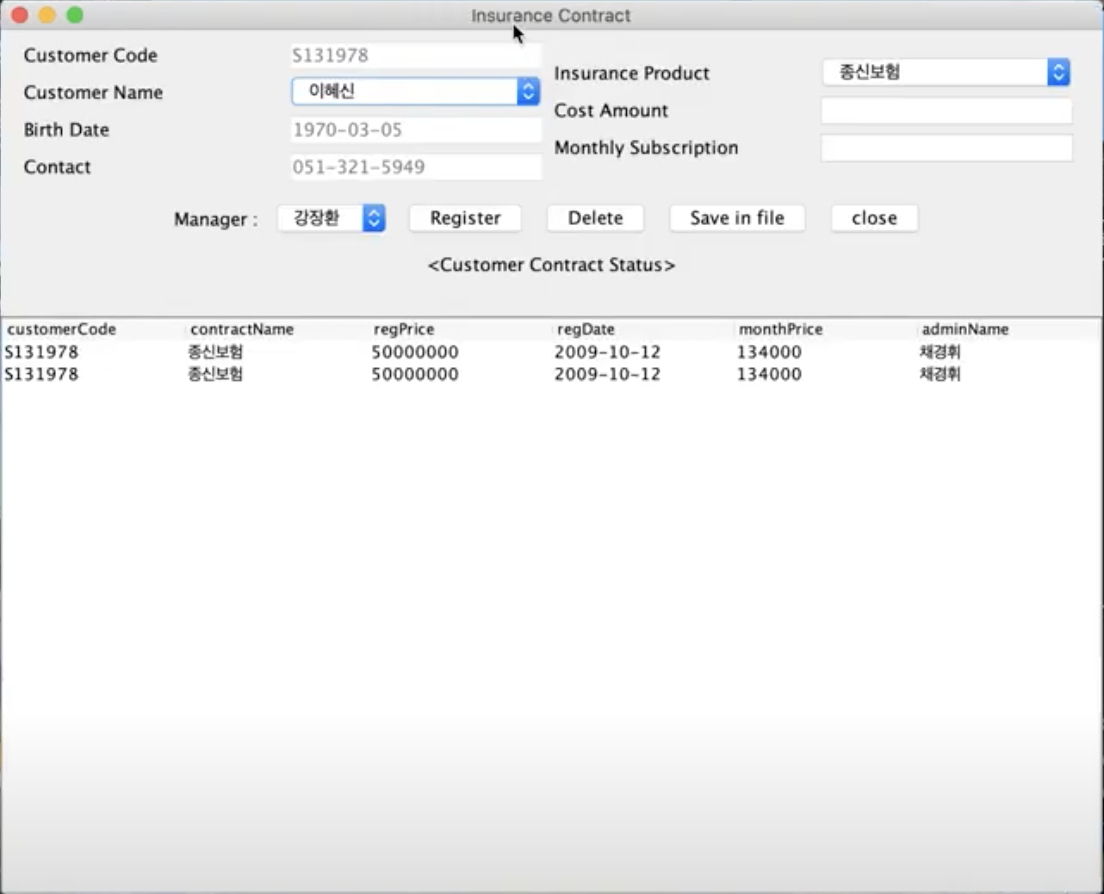 Insurance Contract
Customer Code S131978
Customer Name 이혜신
Birth Date 1970-03-05
Contact 051-321-5949
Insurance Product 종신보험
Cost Amount
Monthly Subscription
Manager : 강장환 Register Delete Save in file close
<Customer Contract Status>
customerCode contractName regPrice regDate monthPrice adminName
S131978 종신보험 50000000 2009-10-12 134000 채경휘
S131978 종신보험 50000000 2009-10-12 134000 채경휘